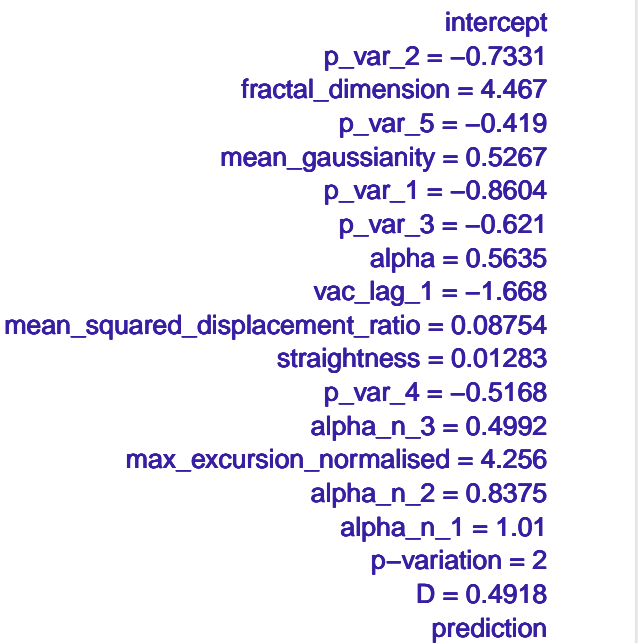 intercept
p_var_2 = −0.7331
fractal_dimension = 4.467
p_var_5 = −0.419
mean_gaussianity = 0.5267
p_var_1 = −0.8604
p_var_3 = −0.621
alpha = 0.5635
vac_lag_1 = −1.668
mean_squared_displacement_ratio = 0.08754
straightness = 0.01283
p_var_4 = −0.5168
alpha_n_3 = 0.4992
max_excursion_normalised = 4.256
alpha_n_2 = 0.8375
alpha_n_1 = 1.01
p−variation = 2
D = 0.4918
prediction